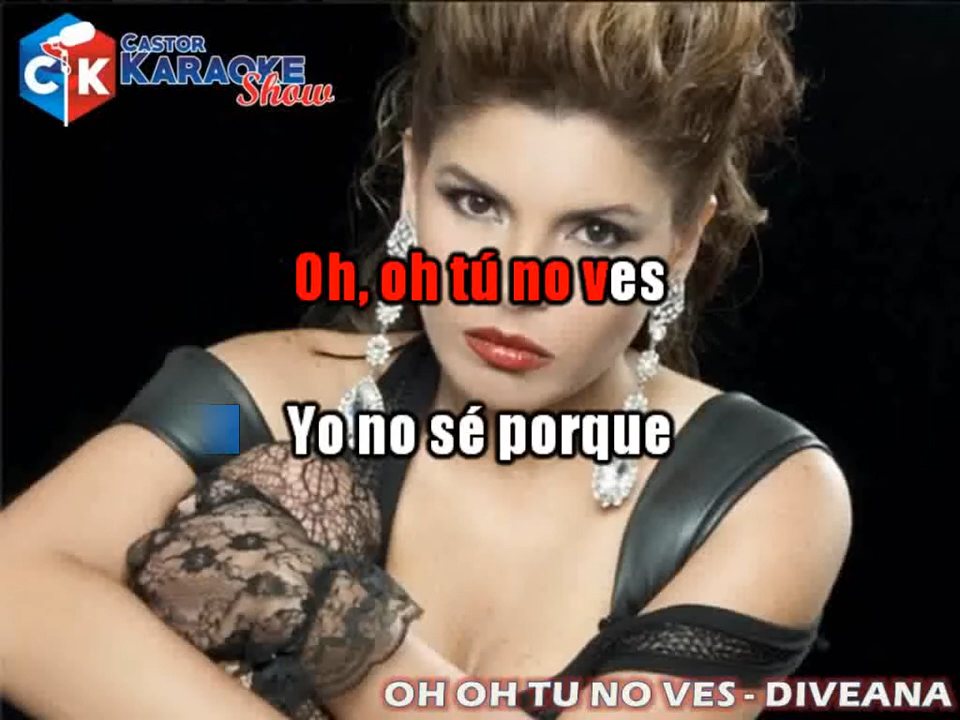 CK CASTOR
KARAOKE
Show
Oh, oh tú no ves
Yo no sé porque
OH OH TU NO VES - DIVEANA